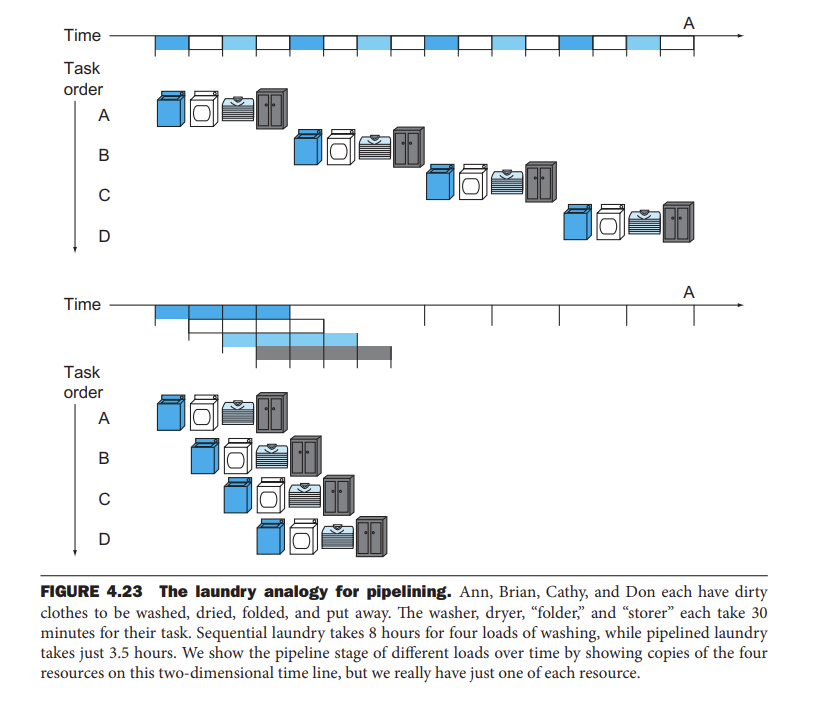 A
Time
Task
order
A
B
C
D
A
Time
Task
order
A
B
C
D
FIGURE 4.23 The laundry analogy for pipelining. Ann, Brian, Cathy, and Don each have dirty
clothes to be washed, dried, folded, and put away. The washer, dryer, “folder,” and “storer” each take 30
minutes for their task. Sequential laundry takes 8 hours for four loads of washing, while pipelined laundry
takes just 3.5 hours. We show the pipeline stage of different loads over time by showing copies of the four
resources on this two-dimensional time line, but we really have just one of each resource.